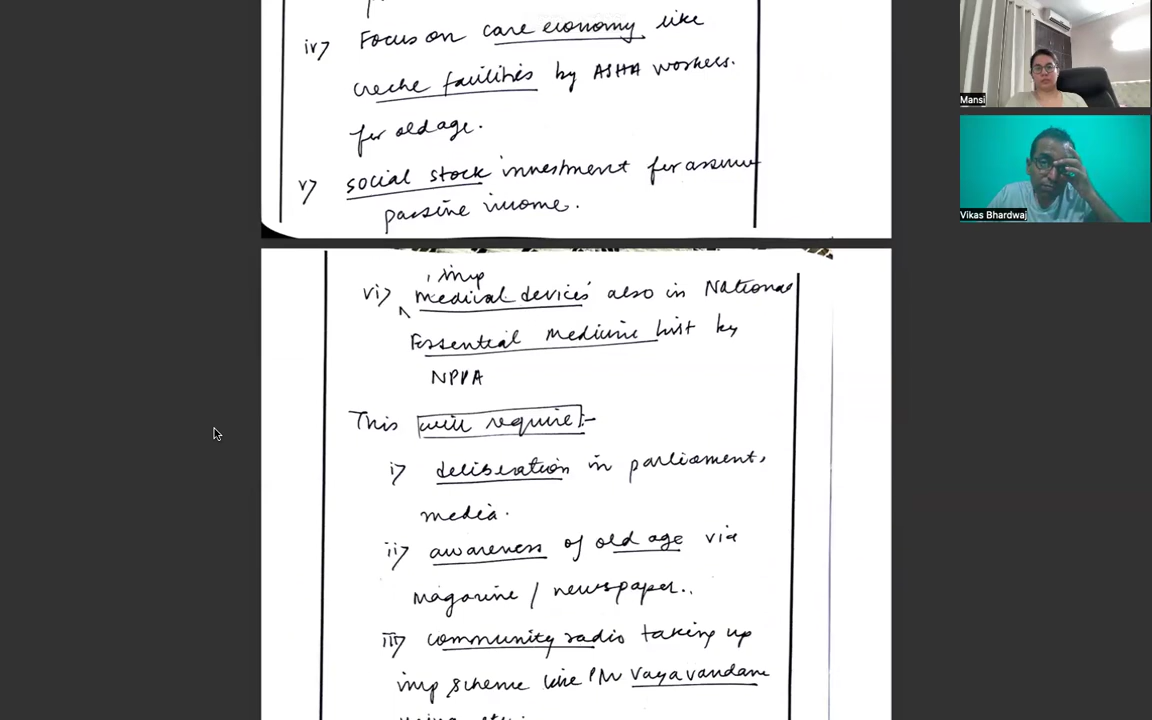 iv) Focus on care economy like
creche facilities by ASHA workers.
for old age.
v) social stock investment for assured
passive income.
imp
vi) medical devices also in National
Essential Medicine List by
NPPA
This will require :-
i) deliberation in parliament,
media.
ii) awareness of old age via
magazine / newspaper..
iii) community radio taking up
imp scheme like PM Vaya vandana
Mansi
Vikas Bhardwaj